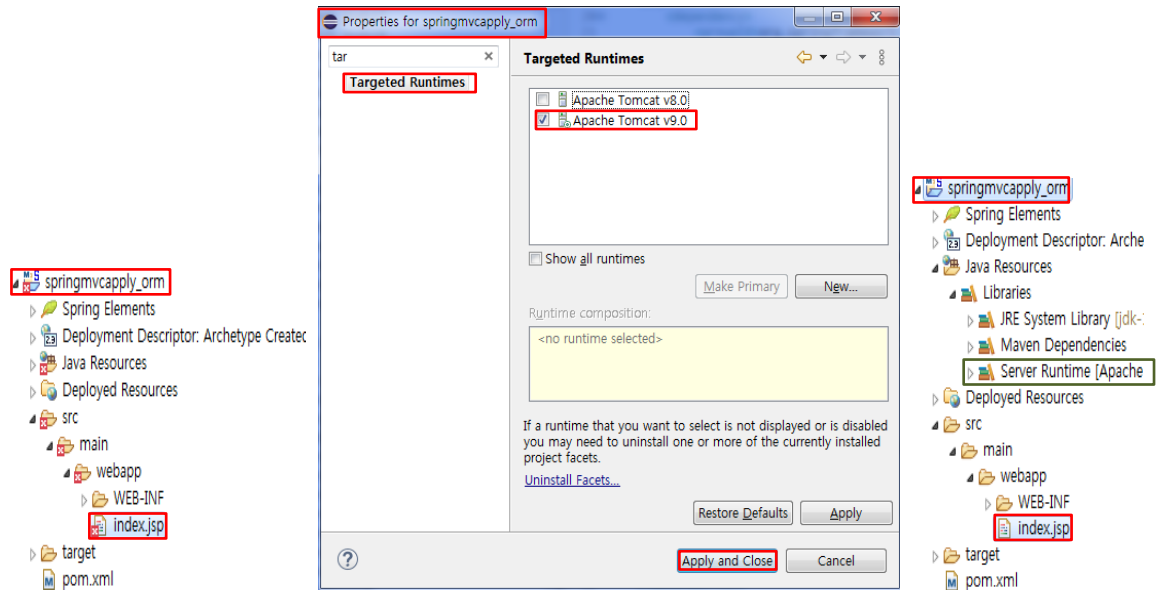 springmvcapply_orm
Spring Elements
Deployment Descriptor: Archetype Created
Java Resources
Deployed Resources
src
main
webapp
WEB-INF
index.jsp
target
pom.xml
Properties for springmvcapply_orm
tar
Targeted Runtimes
Targeted Runtimes
Apache Tomcat v8.0
Apache Tomcat v9.0
Show all runtimes
Make Primary
New...
Runtime composition:
<no runtime selected>
If a runtime that you want to select is not displayed or is disabled
you may need to uninstall one or more of the currently installed
project facets.
Uninstall Facets...
Restore Defaults
Apply
Apply and Close
Cancel
springmvcapply_orm
Spring Elements
Deployment Descriptor: Arche
Java Resources
Libraries
JRE System Library [jdk-
Maven Dependencies
Server Runtime [Apache
Deployed Resources
src
main
webapp
WEB-INF
index.jsp
target
pom.xml